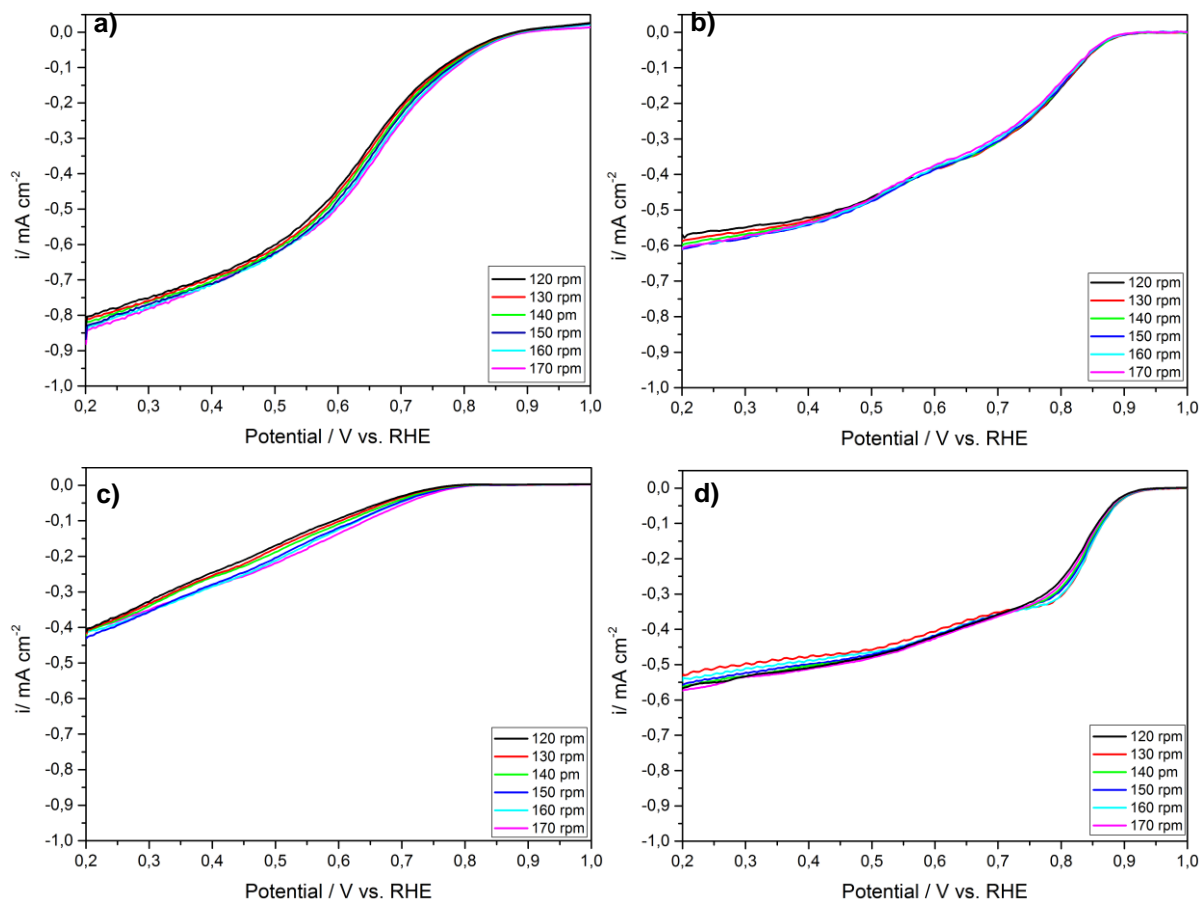 a)
0,0
-0,1
-0,2
-0,3
-0,4
-0,5
-0,6
-0,7
-0,8
-0,9
-1,0
i/ mA cm-2
0,2 0,3 0,4 0,5 0,6 0,7 0,8 0,9 1,0
Potential / V vs. RHE
120 rpm
130 rpm
140 pm
150 rpm
160 rpm
170 rpm
b)
0,0
-0,1
-0,2
-0,3
-0,4
-0,5
-0,6
-0,7
-0,8
-0,9
-1,0
i/ mA cm-2
0,2 0,3 0,4 0,5 0,6 0,7 0,8 0,9 1,0
Potential / V vs. RHE
120 rpm
130 rpm
140 rpm
150 rpm
160 rpm
170 rpm
c)
0,0
-0,1
-0,2
-0,3
-0,4
-0,5
-0,6
-0,7
-0,8
-0,9
-1,0
i/ mA cm-2
0,2 0,3 0,4 0,5 0,6 0,7 0,8 0,9 1,0
Potential / V vs. RHE
120 rpm
130 rpm
140 pm
150 rpm
160 rpm
170 rpm
d)
0,0
-0,1
-0,2
-0,3
-0,4
-0,5
-0,6
-0,7
-0,8
-0,9
-1,0
i/ mA cm-2
0,2 0,3 0,4 0,5 0,6 0,7 0,8 0,9 1,0
Potential / V vs. RHE
120 rpm
130 rpm
140 pm
150 rpm
160 rpm
170 rpm